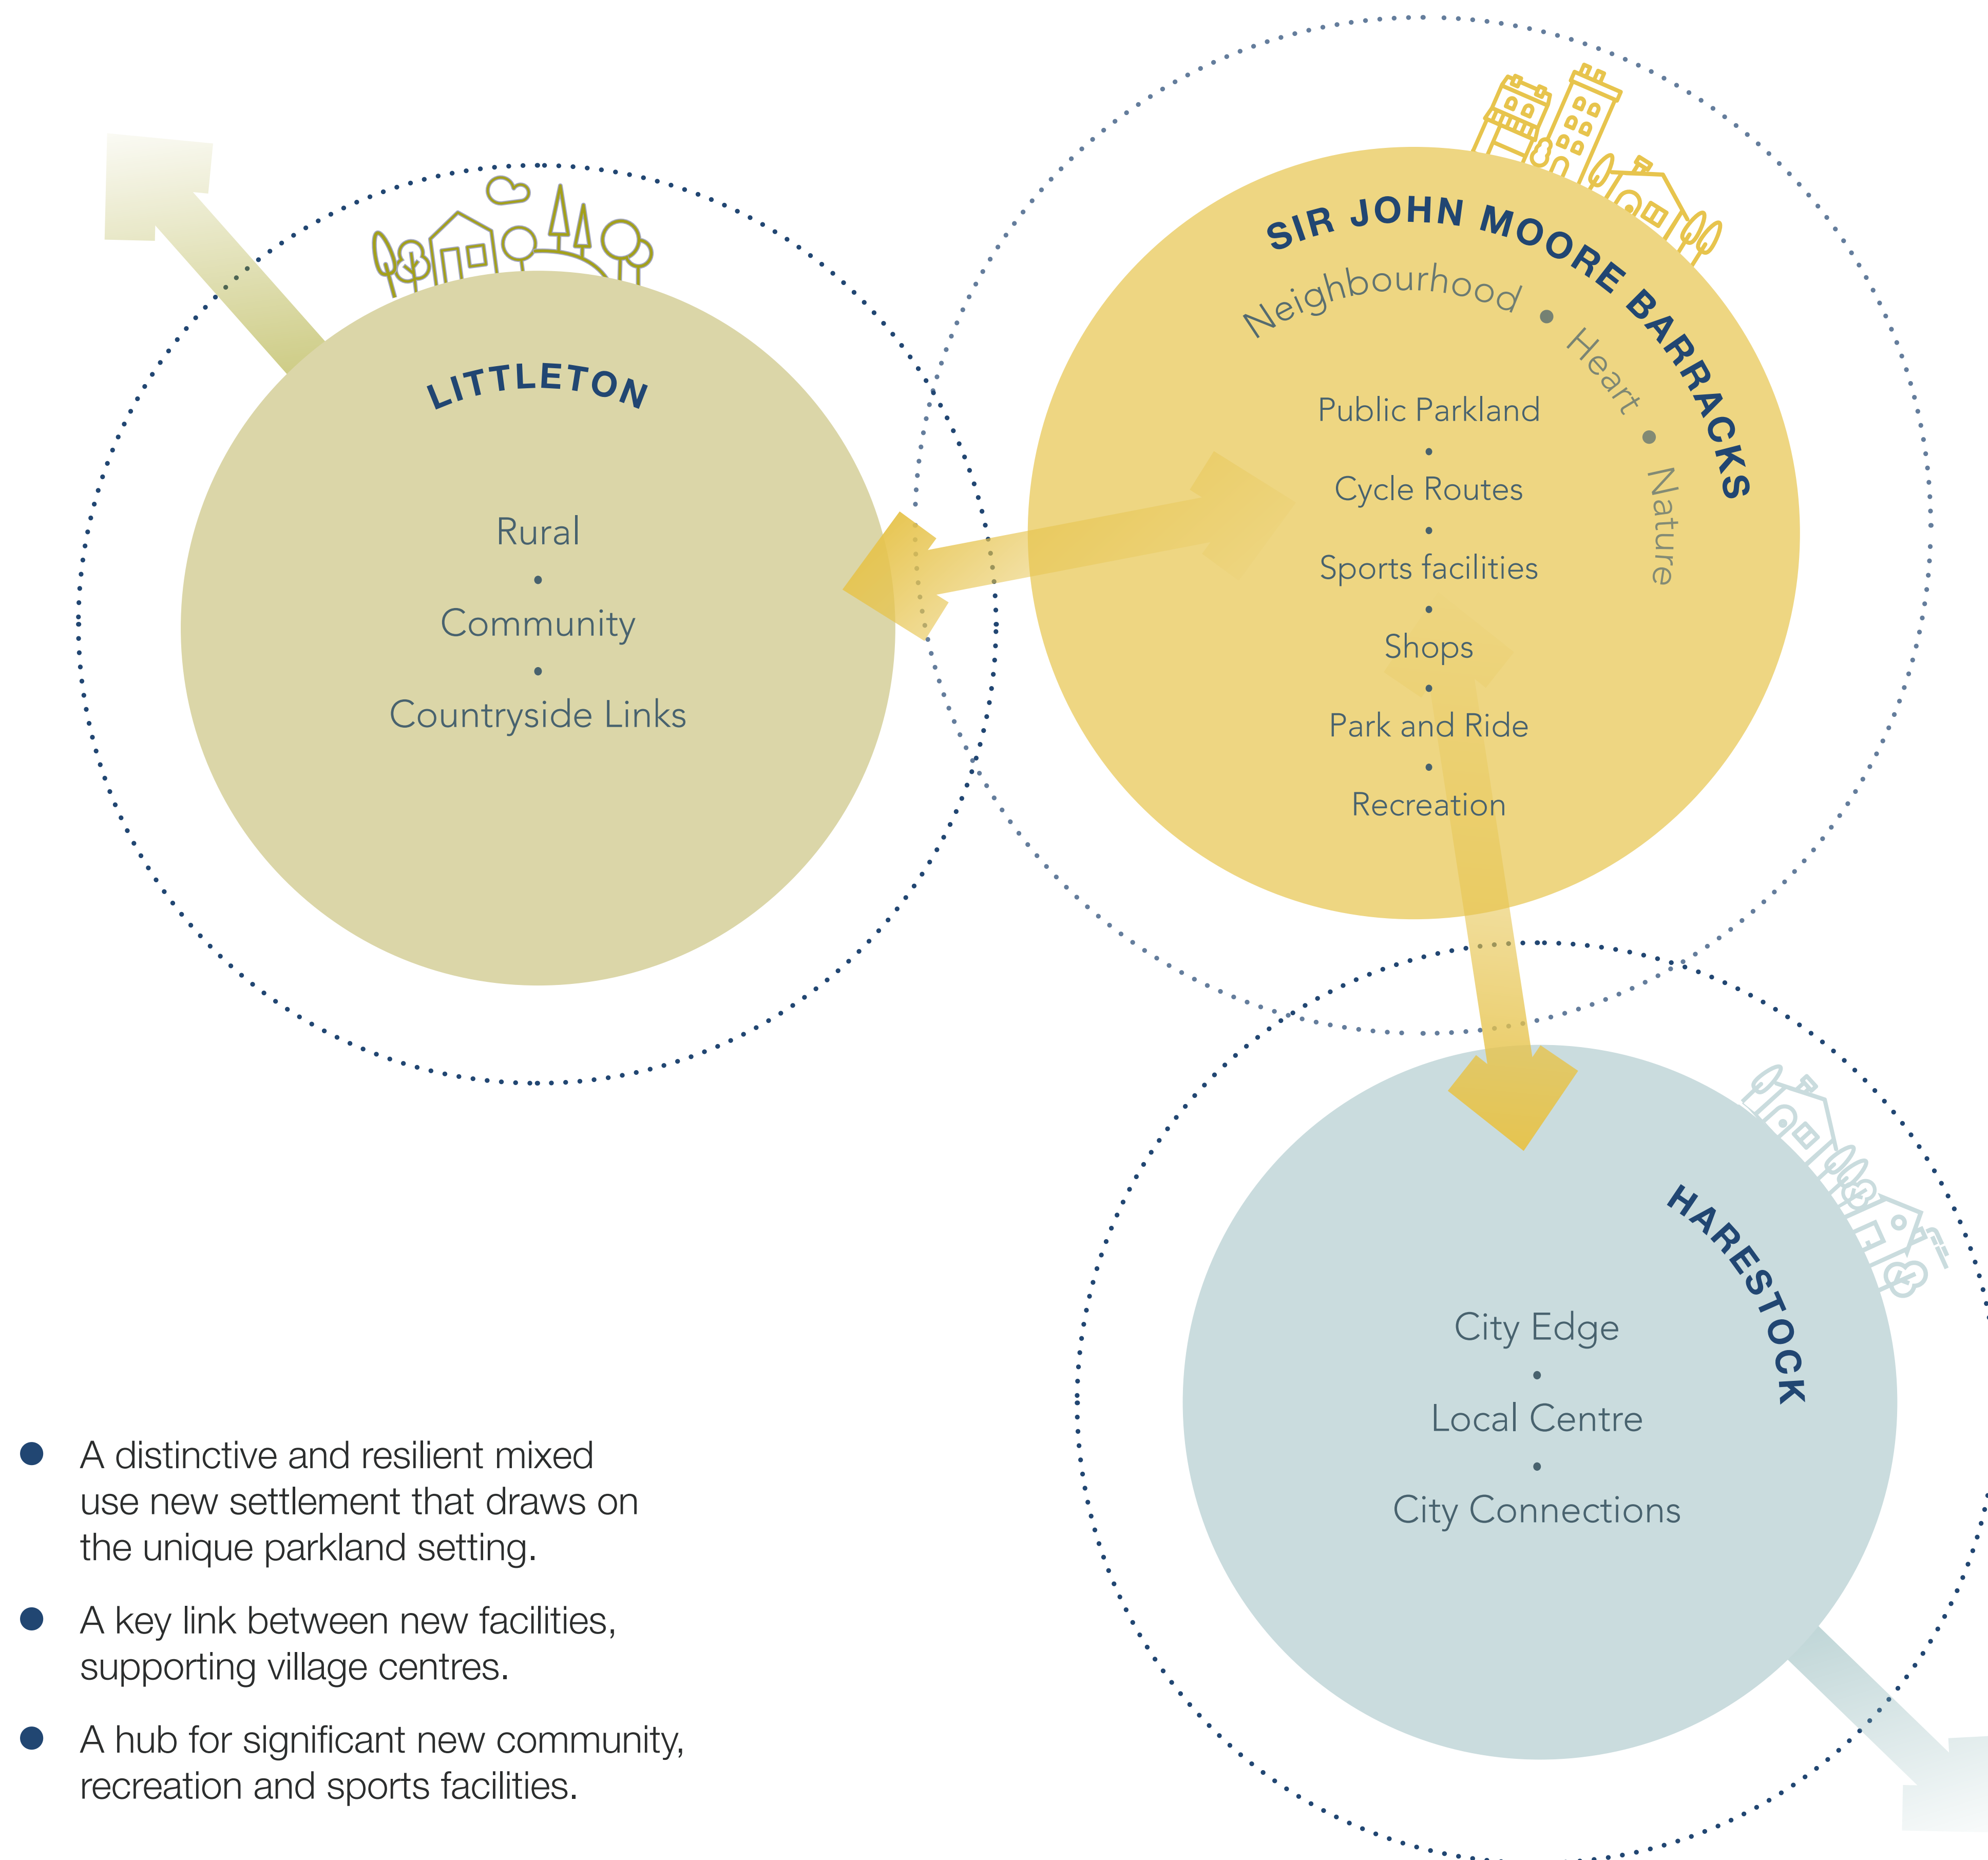 LITTLETON
Rural
•
Community
•
Countryside Links
SIR JOHN MOORE BARRACKS
Neighbourhood • Heart • Nature
Public Parkland
•
Cycle Routes
•
Sports facilities
•
Shops
•
Park and Ride
•
Recreation
HARESTOCK
City Edge
•
Local Centre
•
City Connections
● A distinctive and resilient mixed
use new settlement that draws on
the unique parkland setting.
● A key link between new facilities,
supporting village centres.
● A hub for significant new community,
recreation and sports facilities.